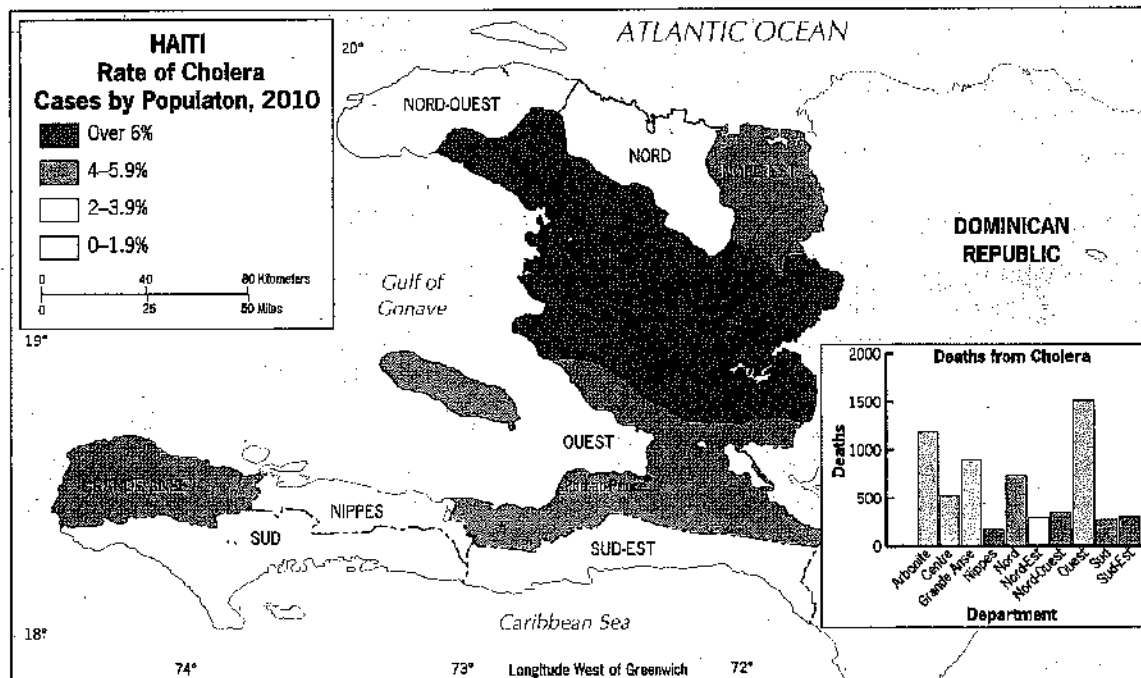 HAITI
Rate of Cholera
Cases by Populaton, 2010
Over 6%
4–5.9%
2–3.9%
0–1.9%
0 40 80 Kilometers
0 25 50 Miles
ATLANTIC OCEAN
20°
NORD-OUEST
NORD
NORD-EST
DOMINICAN
REPUBLIC
Gulf of
Gonave
19°
OUEST
NIPPES
SUD
SUD-EST
Caribbean Sea
18°
74° 73° Longitude West of Greenwich 72°
Deaths from Cholera
2000
1500
1000
500
0
Deaths
Arbonite
Centre
Grande Anse
Nippes
Nord
Nord-Est
Nord-Ouest
Ouest
Sud
Sud-Est
Department